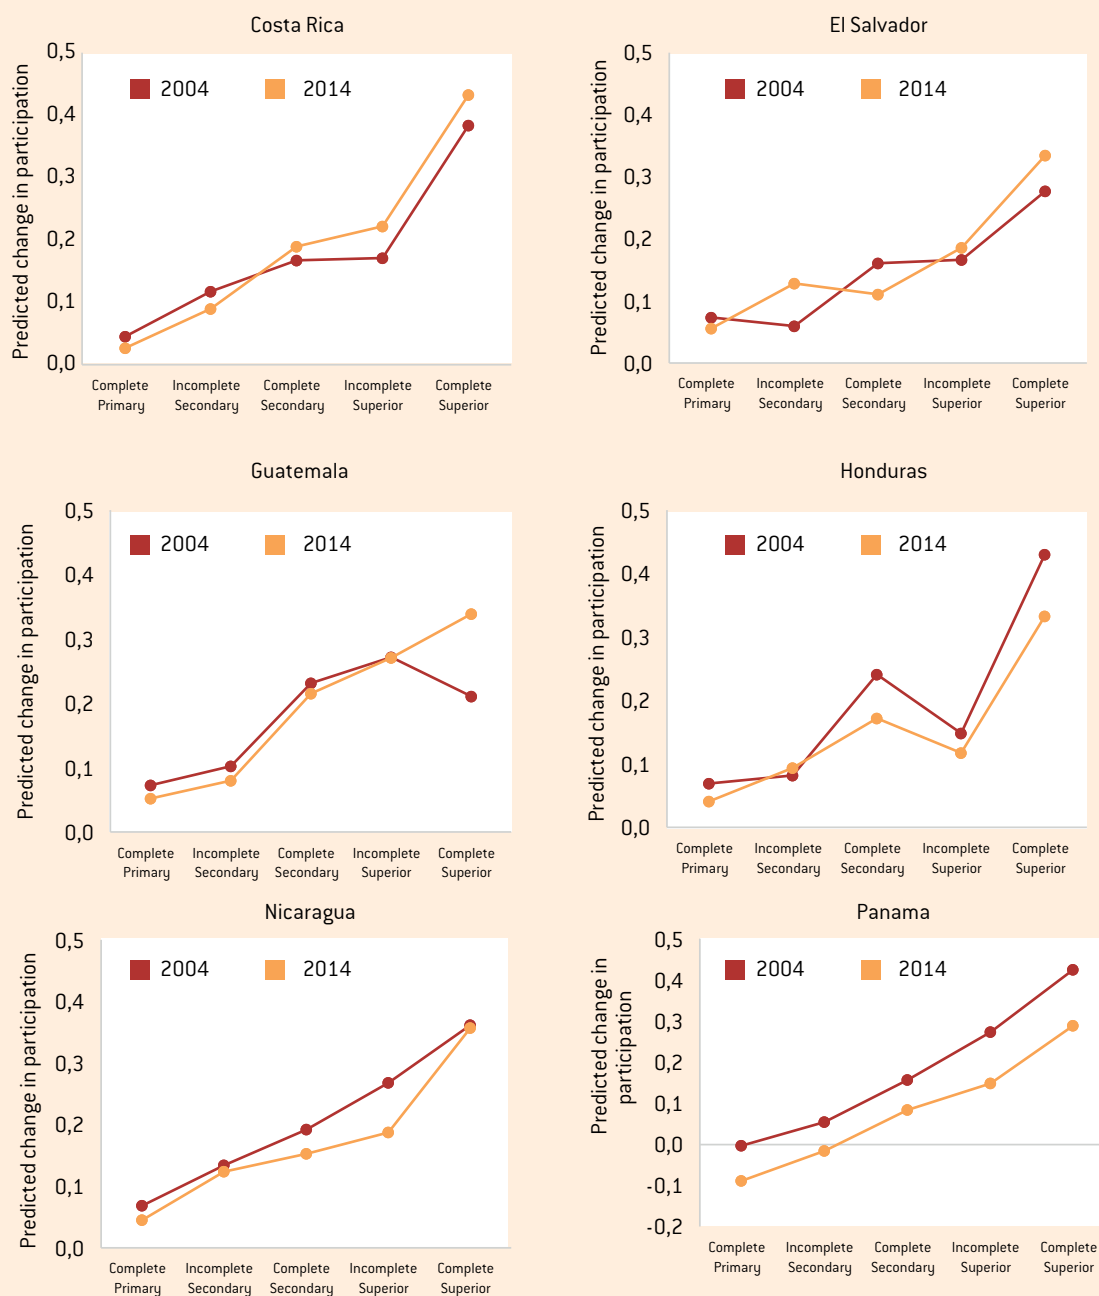 Costa Rica
Predicted change in participation
0,5
0,4
0,3
0,2
0,1
0,0
2004
2014
Complete
Primary
Incomplete
Secondary
Complete
Secondary
Incomplete
Superior
Complete
Superior
El Salvador
Predicted change in participation
0,5
0,4
0,3
0,2
0,1
0,0
2004
2014
Complete
Primary
Incomplete
Secondary
Complete
Secondary
Incomplete
Superior
Complete
Superior
Guatemala
Predicted change in participation
0,5
0,4
0,3
0,2
0,1
0,0
2004
2014
Complete
Primary
Incomplete
Secondary
Complete
Secondary
Incomplete
Superior
Complete
Superior
Honduras
Predicted change in participation
0,5
0,4
0,3
0,2
0,1
0,0
2004
2014
Complete
Primary
Incomplete
Secondary
Complete
Secondary
Incomplete
Superior
Complete
Superior
Nicaragua
Predicted change in participation
0,5
0,4
0,3
0,2
0,1
0,0
2004
2014
Complete
Primary
Incomplete
Secondary
Complete
Secondary
Incomplete
Superior
Complete
Superior
Panama
Predicted change in
participation
0,5
0,4
0,3
0,2
0,1
0,0
-0,1
-0,2
2004
2014
Complete
Primary
Incomplete
Secondary
Complete
Secondary
Incomplete
Superior
Complete
Superior